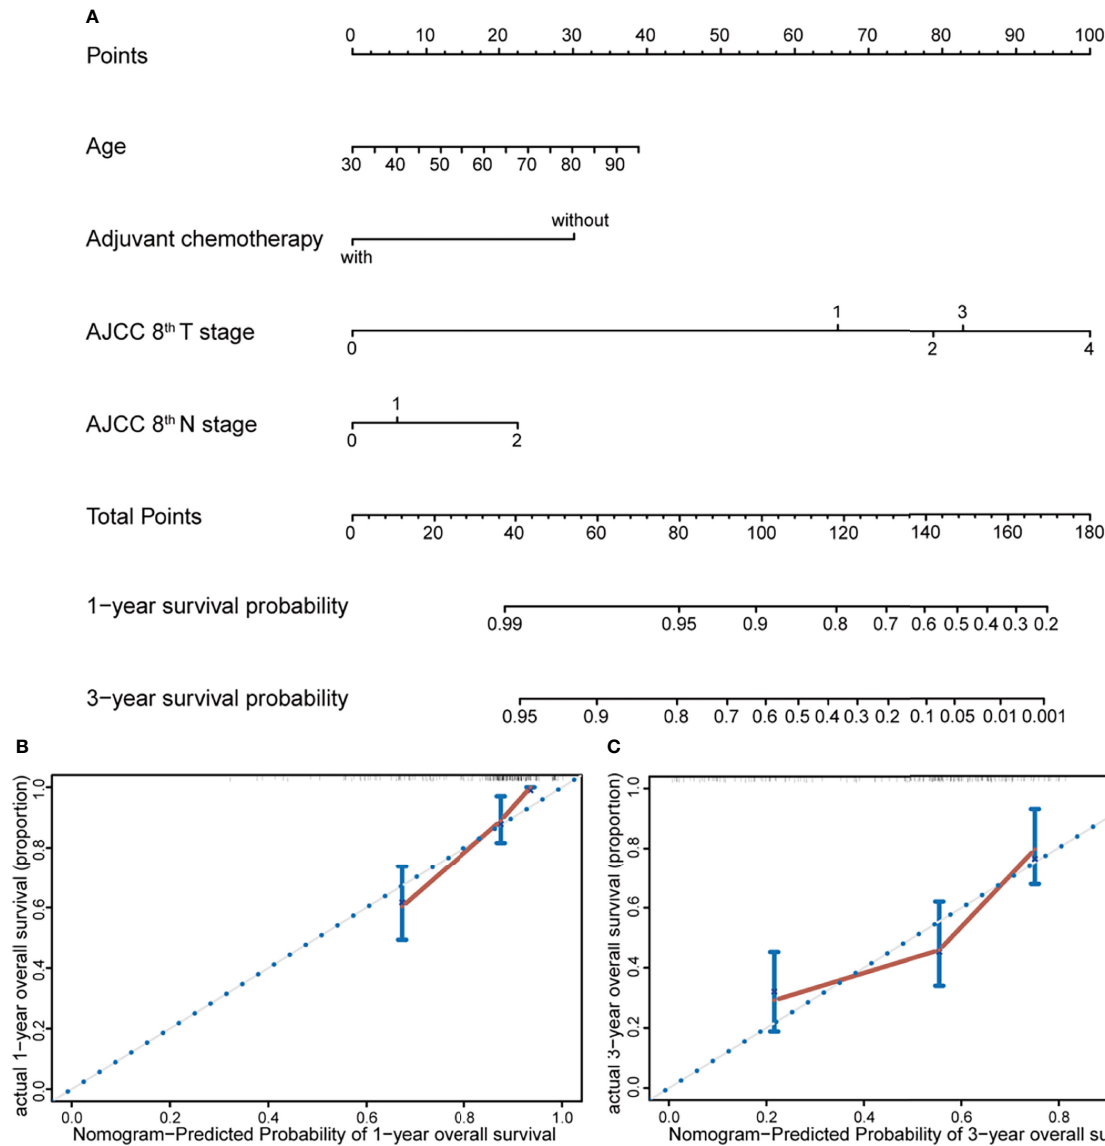 A
Points
0 10 20 30 40 50 60 70 80 90 100
Age
30 40 50 60 70 80 90
Adjuvant chemotherapy
without
with
AJCC 8th T stage
1 3
0 2 4
AJCC 8th N stage
1
0 2
Total Points
0 20 40 60 80 100 120 140 160 180
1−year survival probability
0.99 0.95 0.9 0.8 0.7 0.6 0.5 0.4 0.3 0.2
3−year survival probability
0.95 0.9 0.8 0.7 0.6 0.5 0.4 0.3 0.2 0.1 0.05 0.01 0.001
B
actual 1−year overall survival (proportion)
1.0
0.8
0.6
0.4
0.2
0.0
0.0 0.2 0.4 0.6 0.8 1.0
Nomogram−Predicted Probability of 1−year overall survival
C
actual 3−year overall survival (proportion)
1.0
0.8
0.6
0.4
0.2
0.0
0.0 0.2 0.4 0.6 0.8
Nomogram−Predicted Probability of 3−year overall su